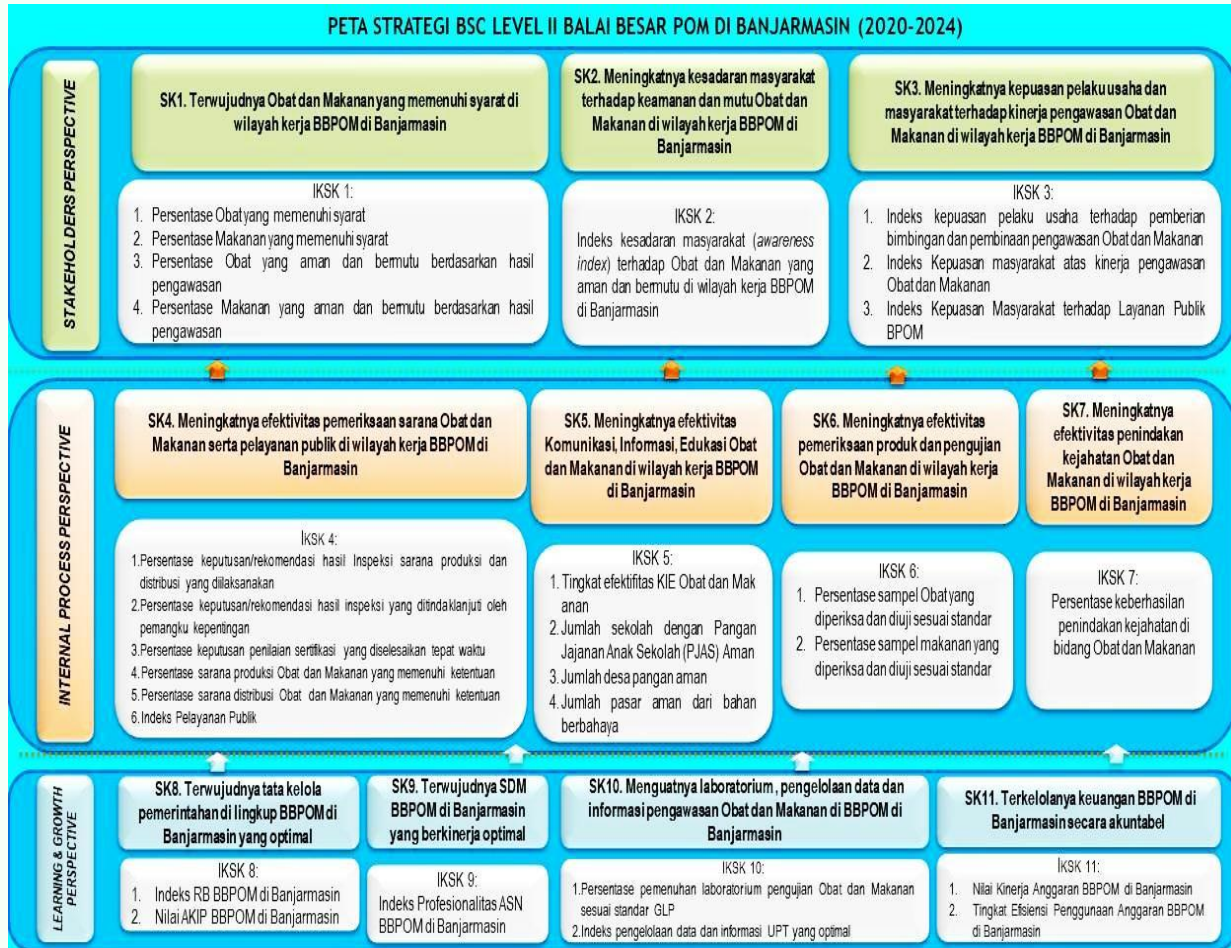 PETA STRATEGI BSC LEVEL II BALAI BESAR POM DI BANJARMASIN (2020-2024)
STAKEHOLDERS PERSPECTIVE
SK1. Terwujudnya Obat dan Makanan yang memenuhi syarat di
wilayah kerja BBPOM di Banjarmasin
IKSK 1:
1. Persentase Obat yang memenuhi syarat
2. Persentase Makanan yang memenuhi syarat
3. Persentase Obat yang aman dan bermutu berdasarkan hasil
pengawasan
4. Persentase Makanan yang aman dan bermutu berdasarkan hasil
pengawasan
SK2. Meningkatnya kesadaran masyarakat
terhadap keamanan dan mutu Obat dan
Makanan di wilayah kerja BBPOM di
Banjarmasin
IKSK 2:
Indeks kesadaran masyarakat (awareness
index) terhadap Obat dan Makanan yang
aman dan bermutu di wilayah kerja BBPOM
di Banjarmasin
SK3. Meningkatnya kepuasan pelaku usaha dan
masyarakat terhadap kinerja pengawasan Obat dan
Makanan di wilayah kerja BBPOM di Banjarmasin
IKSK 3:
1. Indeks kepuasan pelaku usaha terhadap pemberian
bimbingan dan pembinaan pengawasan Obat dan Makanan
2. Indeks Kepuasan masyarakat atas kinerja pengawasan
Obat dan Makanan
3. Indeks Kepuasan Masyarakat terhadap Layanan Publik
BPOM
INTERNAL PROCESS PERSPECTIVE
SK4. Meningkatnya efektivitas pemeriksaan sarana Obat dan
Makanan serta pelayanan publik di wilayah kerja BBPOM di
Banjarmasin
IKSK 4:
1.Persentase keputusan/rekomendasi hasil Inspeksi sarana produksi dan
distribusi yang diilaksanakan
2.Persentase keputusan/rekomendasi hasil inspeksi yang ditindaklanjuti oleh
pemangku kepentingan
3.Persentase keputusan penilaian sertifikasi yang diselesaikan tepat waktu
4.Persentase sarana produksi Obat dan Makanan yang memenuhi ketentuan
5.Persentase sarana distribusi Obat dan Makanan yang memenuhi ketentuan
6.Indeks Pelayanan Publik
SK5. Meningkatnya efektivitas
Komunikasi, Informasi, Edukasi Obat
dan Makanan di wilayah kerja BBPOM
di Banjarmasin
IKSK 5:
1. Tingkat efektifitas KIE Obat dan Mak
anan
2. Jumlah sekolah dengan Pangan
Jajanan Anak Sekolah (PJAS) Aman
3. Jumlah desa pangan aman
4. Jumlah pasar aman dari bahan
berbahaya
SK6. Meningkatnya efektivitas
pemeriksaan produk dan pengujian
Obat dan Makanan di wilayah kerja
BBPOM di Banjarmasin
IKSK 6:
1. Persentase sampel Obat yang
diperiksa dan diuji sesuai standar
2. Persentase sampel makanan yang
diperiksa dan diuji sesuai standar
SK7. Meningkatnya
efektivitas penindakan
kejahatan Obat dan
Makanan di wilayah kerja
BBPOM di Banjarmasin
IKSK 7:
Persentase keberhasilan
penindakan kejahatan di
bidang Obat dan Makanan
LEARNING & GROWTH
PERSPECTIVE
SK8. Terwujudnya tata kelola
pemerintahan di lingkup BBPOM di
Banjarmasin yang optimal
IKSK 8:
1. Indeks RB BBPOM di Banjarmasin
2. Nilai AKIP BBPOM di Banjarmasin
SK9. Terwujudnya SDM
BBPOM di Banjarmasin
yang berkinerja optimal
IKSK 9:
Indeks Profesionalitas ASN
BBPOM di Banjarmasin
SK10. Menguatnya laboratorium, pengelolaan data dan
informasi pengawasan Obat dan Makanan di BBPOM di
Banjarmasin
IKSK 10:
1.Persentase pemenuhan laboratorium pengujian Obat dan Makanan
sesuai standar GLP
2.Indeks pengelolaan data dan informasi UPT yang optimal
SK11. Terkelolanya keuangan BBPOM di
Banjarmasin secara akuntabel
IKSK 11:
1. Nilai Kinerja Anggaran BBPOM di Banjarmasin
2. Tingkat Efisiensi Penggunaan Anggaran BBPOM
di Banjarmasin